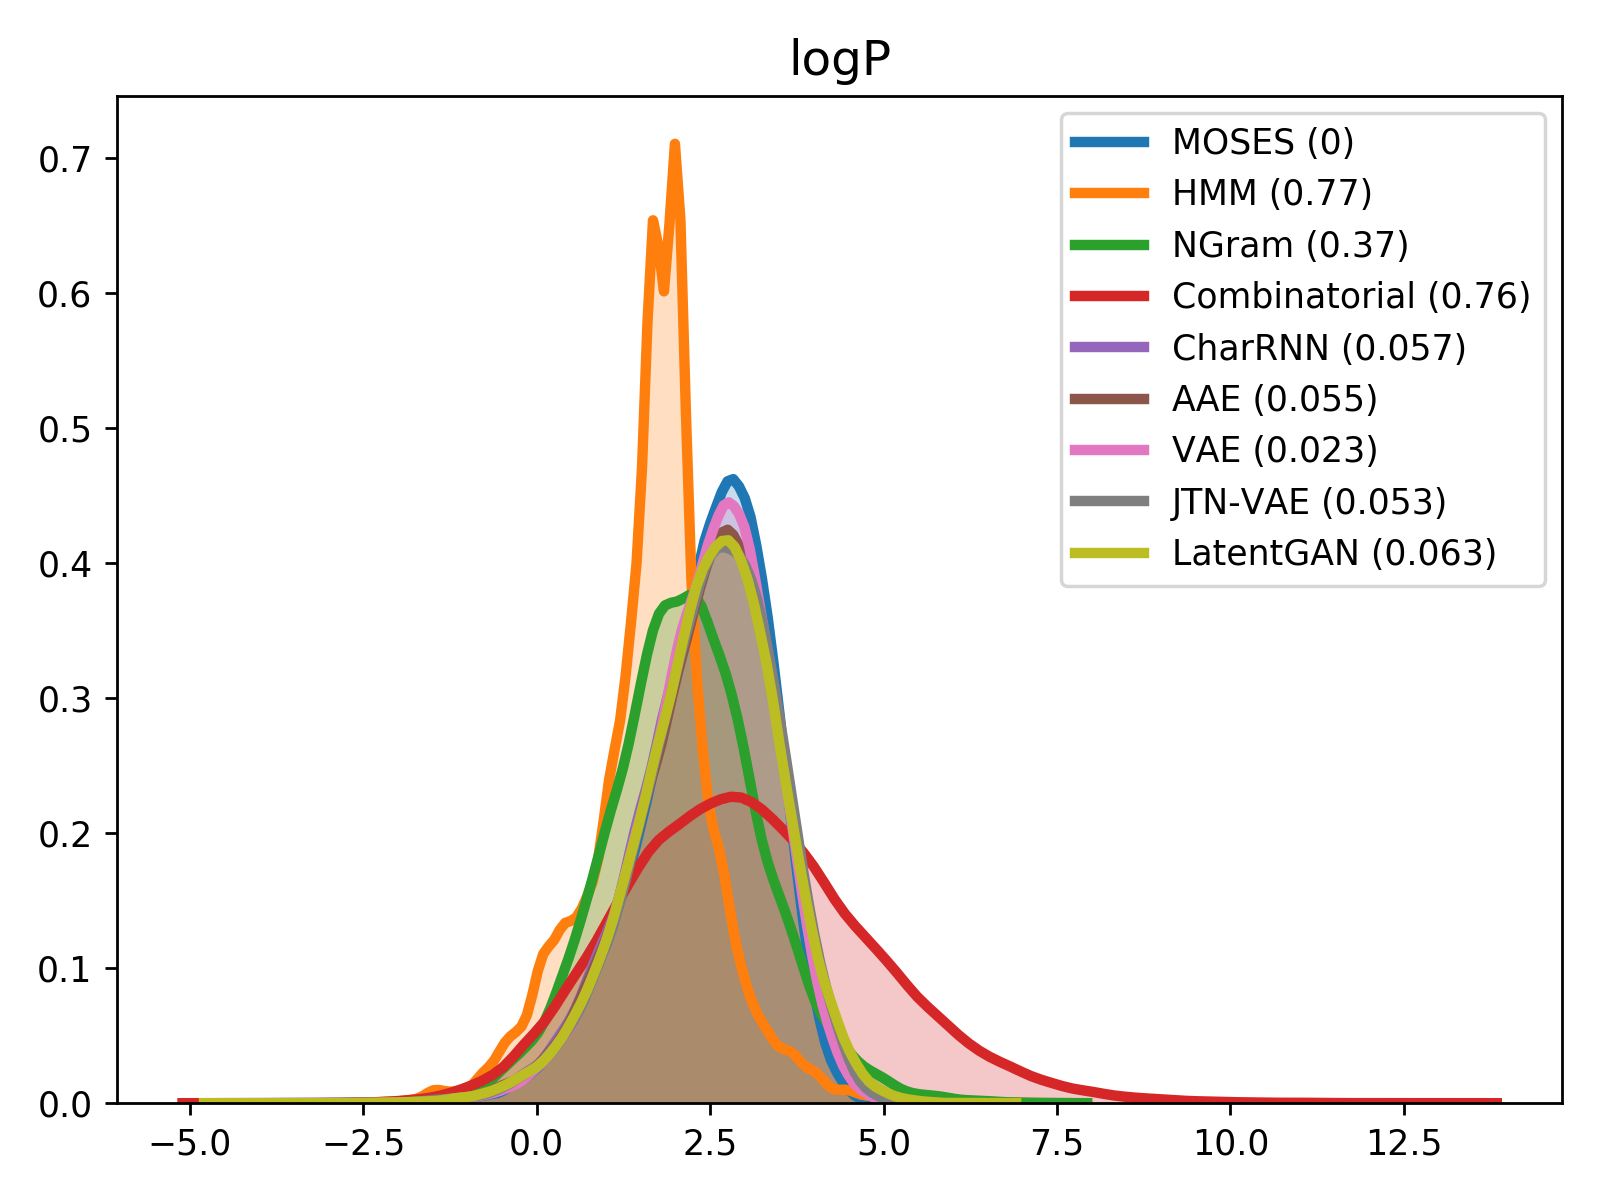 logP
MOSES (0)
HMM (0.77)
NGram (0.37)
Combinatorial (0.76)
CharRNN (0.057)
AAE (0.055)
VAE (0.023)
JTN-VAE (0.053)
LatentGAN (0.063)
0.7
0.6
0.5
0.4
0.3
0.2
0.1
0.0
−5.0 −2.5 0.0 2.5 5.0 7.5 10.0 12.5